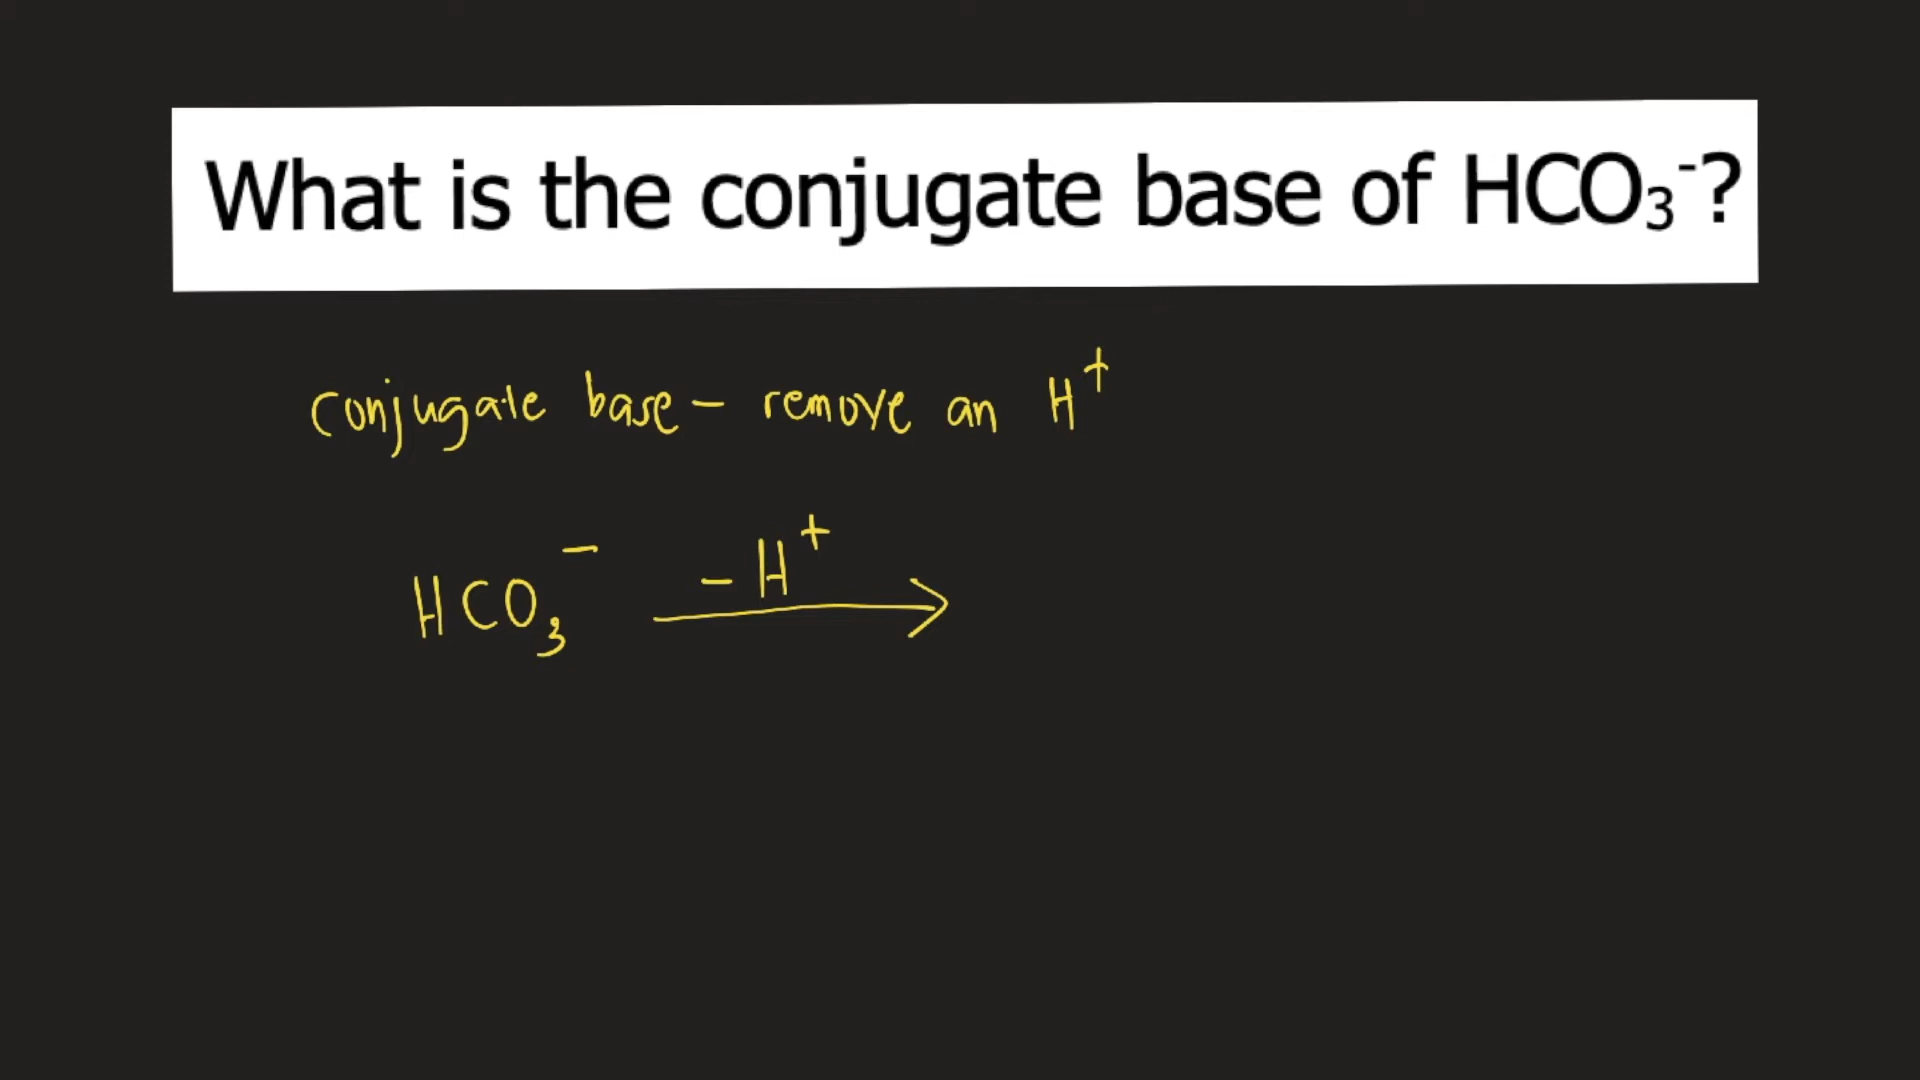 What is the conjugate base of HCO₃⁻?
conjugate base – remove an H⁺
– H⁺
HCO₃⁻ →